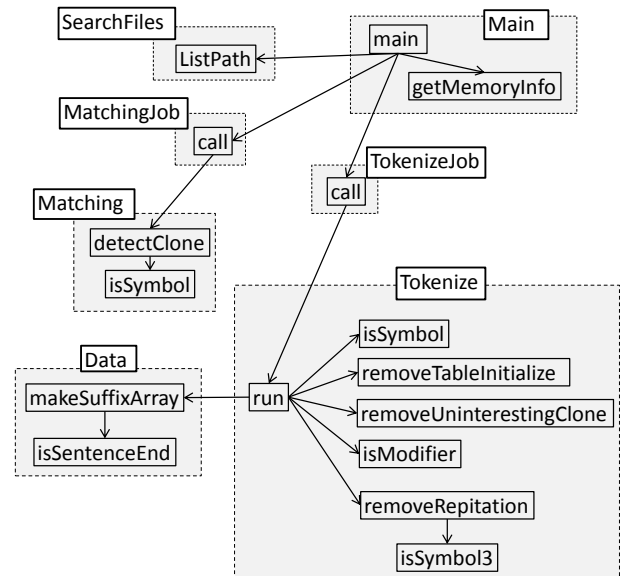 SearchFiles
Main
main
ListPath
getMemoryInfo
MatchingJob
call
TokenizeJob
call
Matching
detectClone
isSymbol
Tokenize
isSymbol
Data
removeTableInitialize
makeSuffixArray
run
removeUninterestingClone
isSentenceEnd
isModifier
removeRepitation
isSymbol3